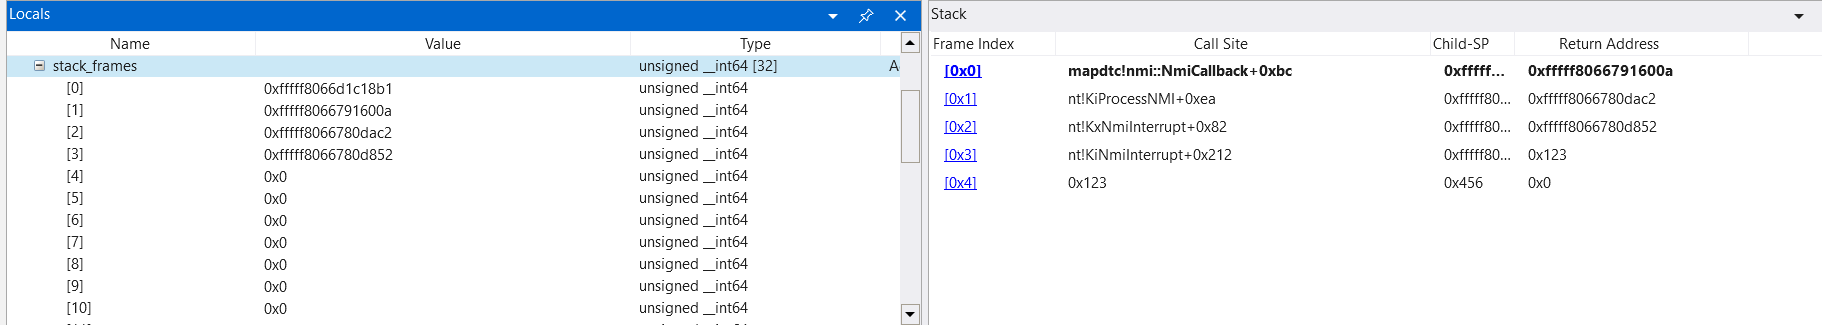 Locals
Name Value Type
stack_frames unsigned __int64 [32] A
[0] 0xfffff8066d1c18b1 unsigned __int64
[1] 0xfffff8066791600a unsigned __int64
[2] 0xfffff8066780dac2 unsigned __int64
[3] 0xfffff8066780d852 unsigned __int64
[4] 0x0 unsigned __int64
[5] 0x0 unsigned __int64
[6] 0x0 unsigned __int64
[7] 0x0 unsigned __int64
[8] 0x0 unsigned __int64
[9] 0x0 unsigned __int64
[10] 0x0 unsigned __int64
Stack
Frame Index Call Site Child-SP Return Address
[0x0] mapdtc!nmi::NmiCallback+0xbc 0xfffff... 0xfffff8066791600a
[0x1] nt!KiProcessNMI+0xea 0xfffff80... 0xfffff8066780dac2
[0x2] nt!KxNmiInterrupt+0x82 0xfffff80... 0xfffff8066780d852
[0x3] nt!KiNmiInterrupt+0x212 0xfffff80... 0x123
[0x4] 0x123 0x456 0x0